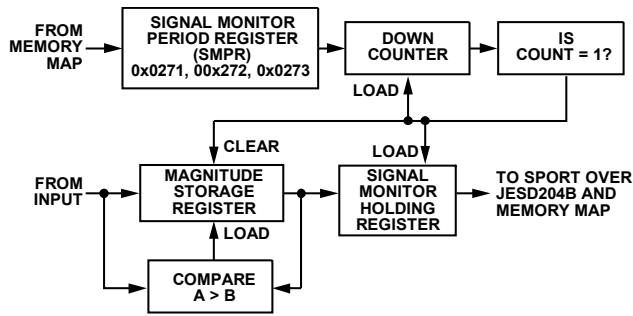 FROM
MEMORY
MAP
SIGNAL MONITOR
PERIOD REGISTER
(SMPR)
0x0271, 00x272, 0x0273
DOWN
COUNTER
IS
COUNT = 1?
LOAD
CLEAR
LOAD
FROM
INPUT
MAGNITUDE
STORAGE
REGISTER
SIGNAL
MONITOR
HOLDING
REGISTER
TO SPORT OVER
JESD204B AND
MEMORY MAP
LOAD
COMPARE
A > B